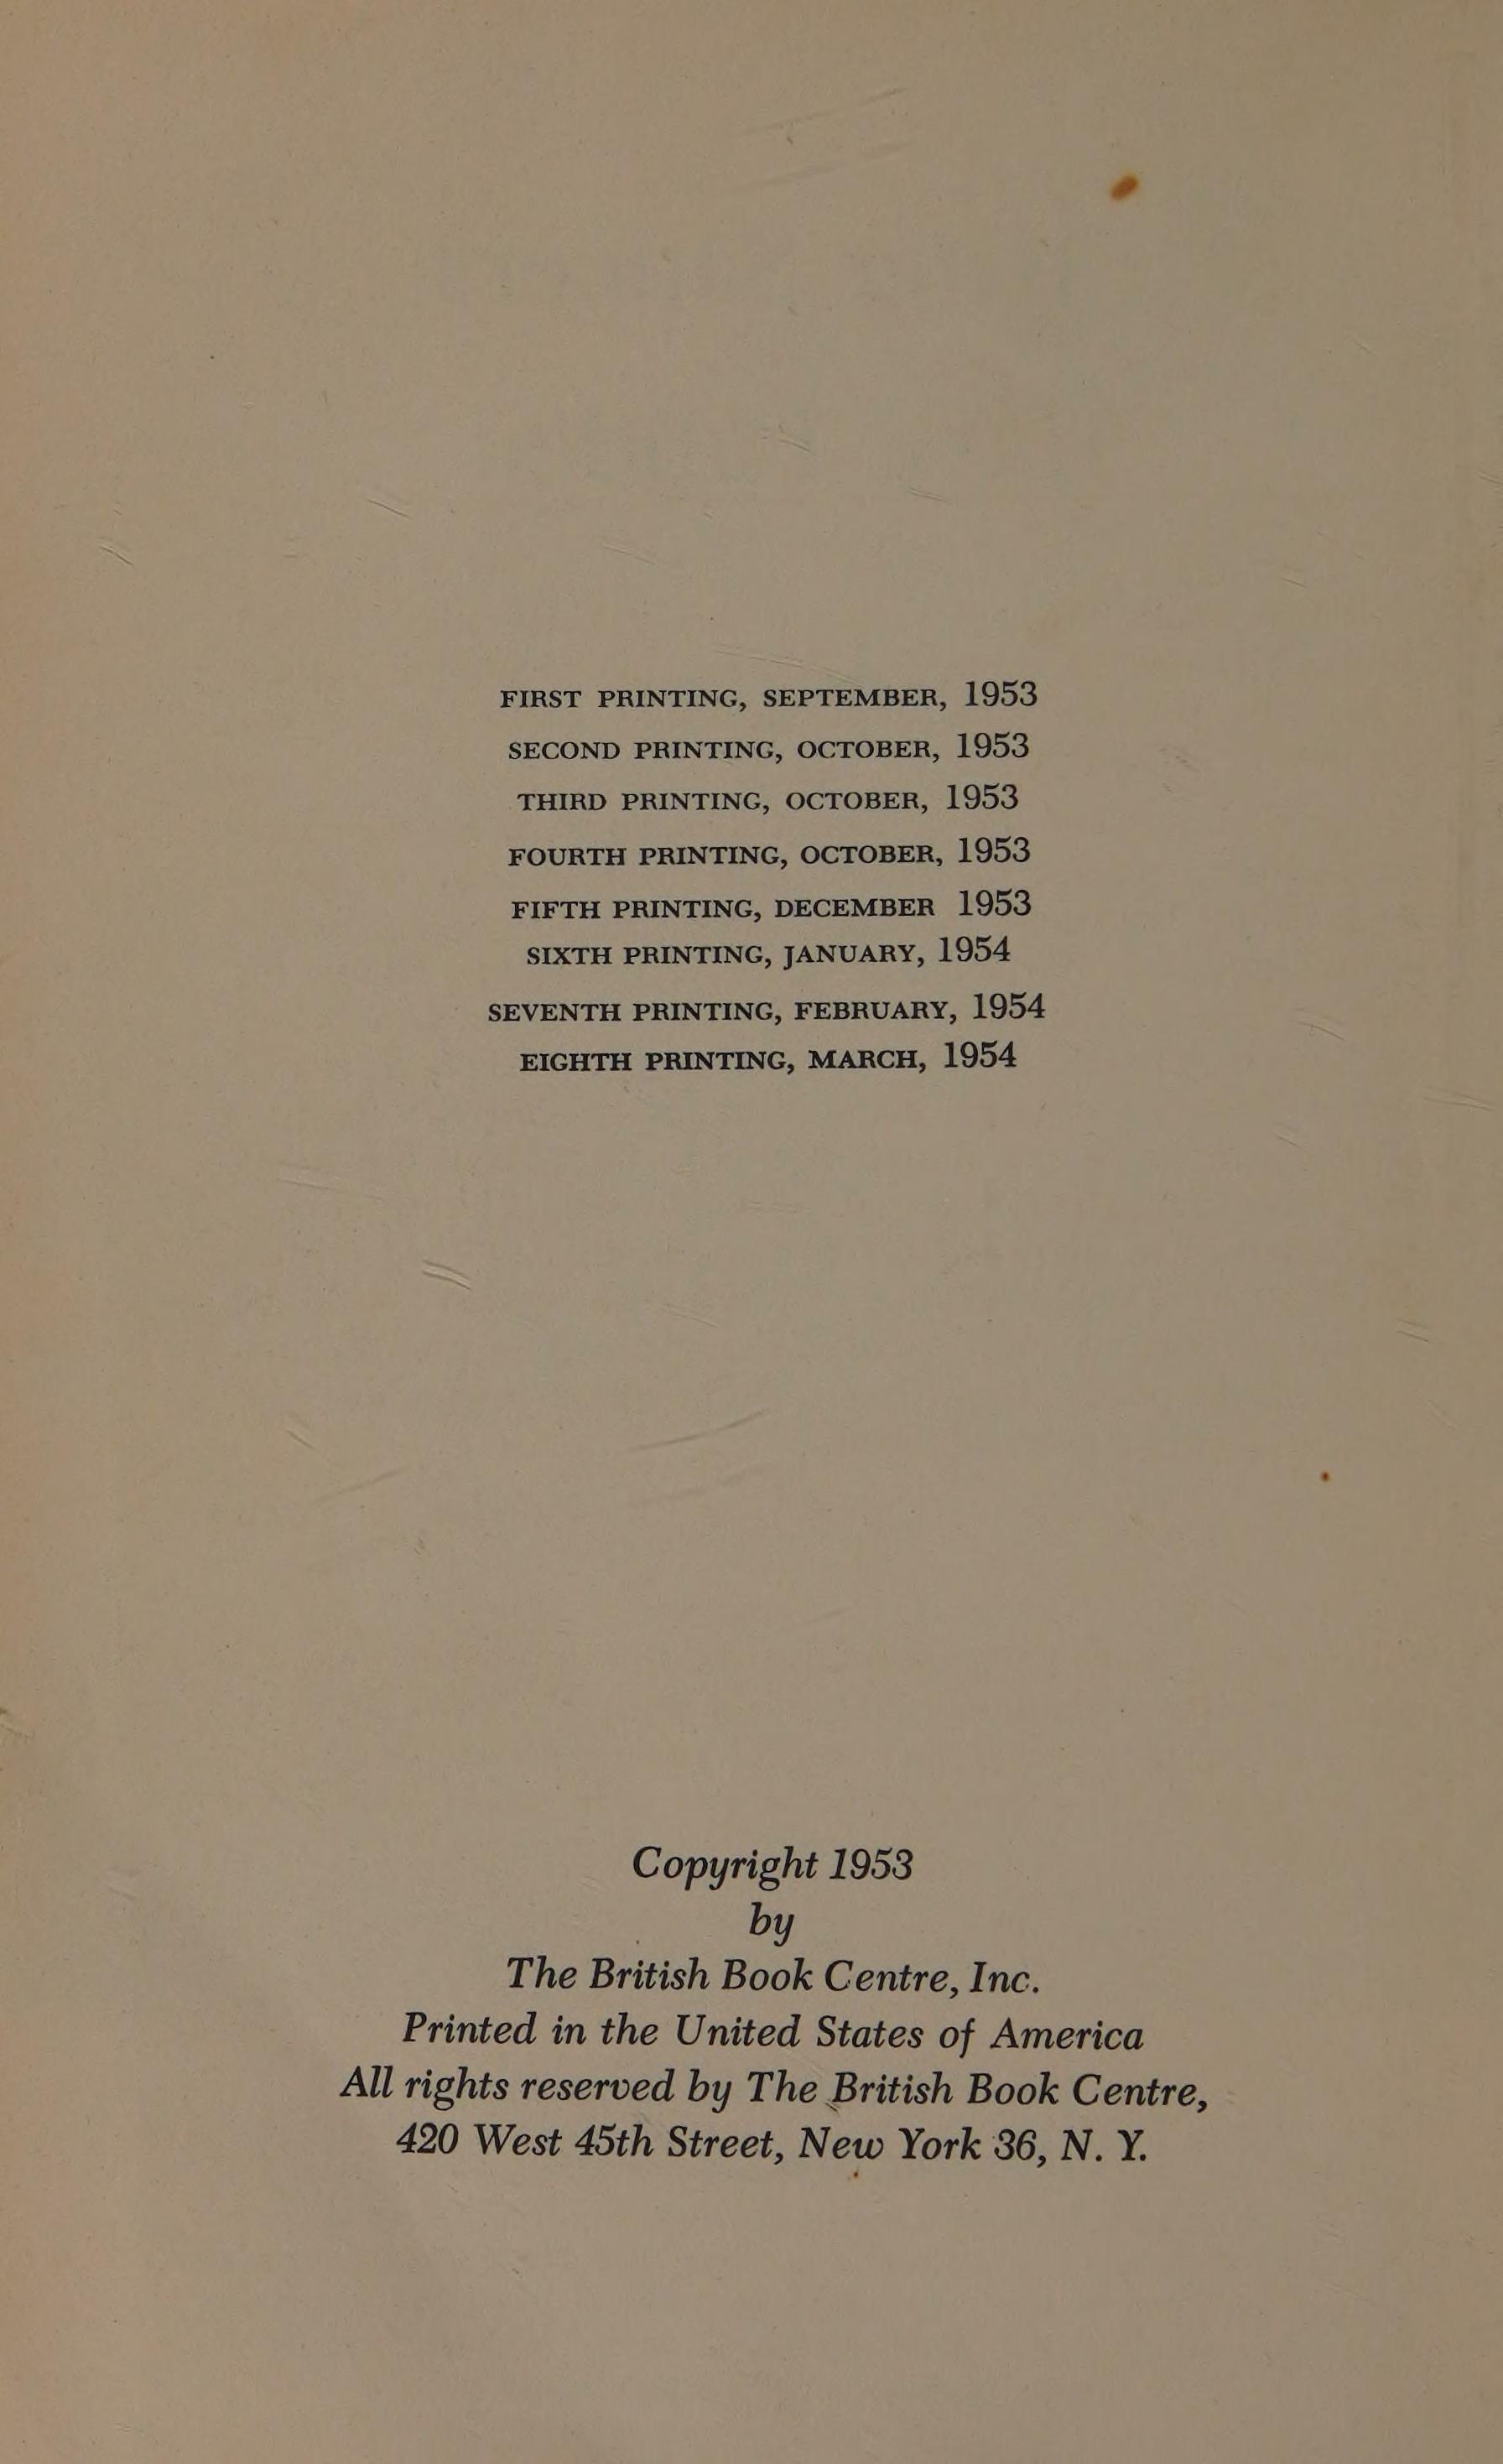 FIRST PRINTING, SEPTEMBER, 1953
SECOND PRINTING, OCTOBER, 1953
THIRD PRINTING, OCTOBER, 1953
FOURTH PRINTING, OCTOBER, 1953
FIFTH PRINTING, DECEMBER 1953
SIXTH PRINTING, JANUARY, 1954
SEVENTH PRINTING, FEBRUARY, 1954
EIGHTH PRINTING, MARCH, 1954
Copyright 1953
by
The British Book Centre, Inc.
Printed in the United States of America
All rights reserved by The British Book Centre,
420 West 45th Street, New York 36, N. Y.